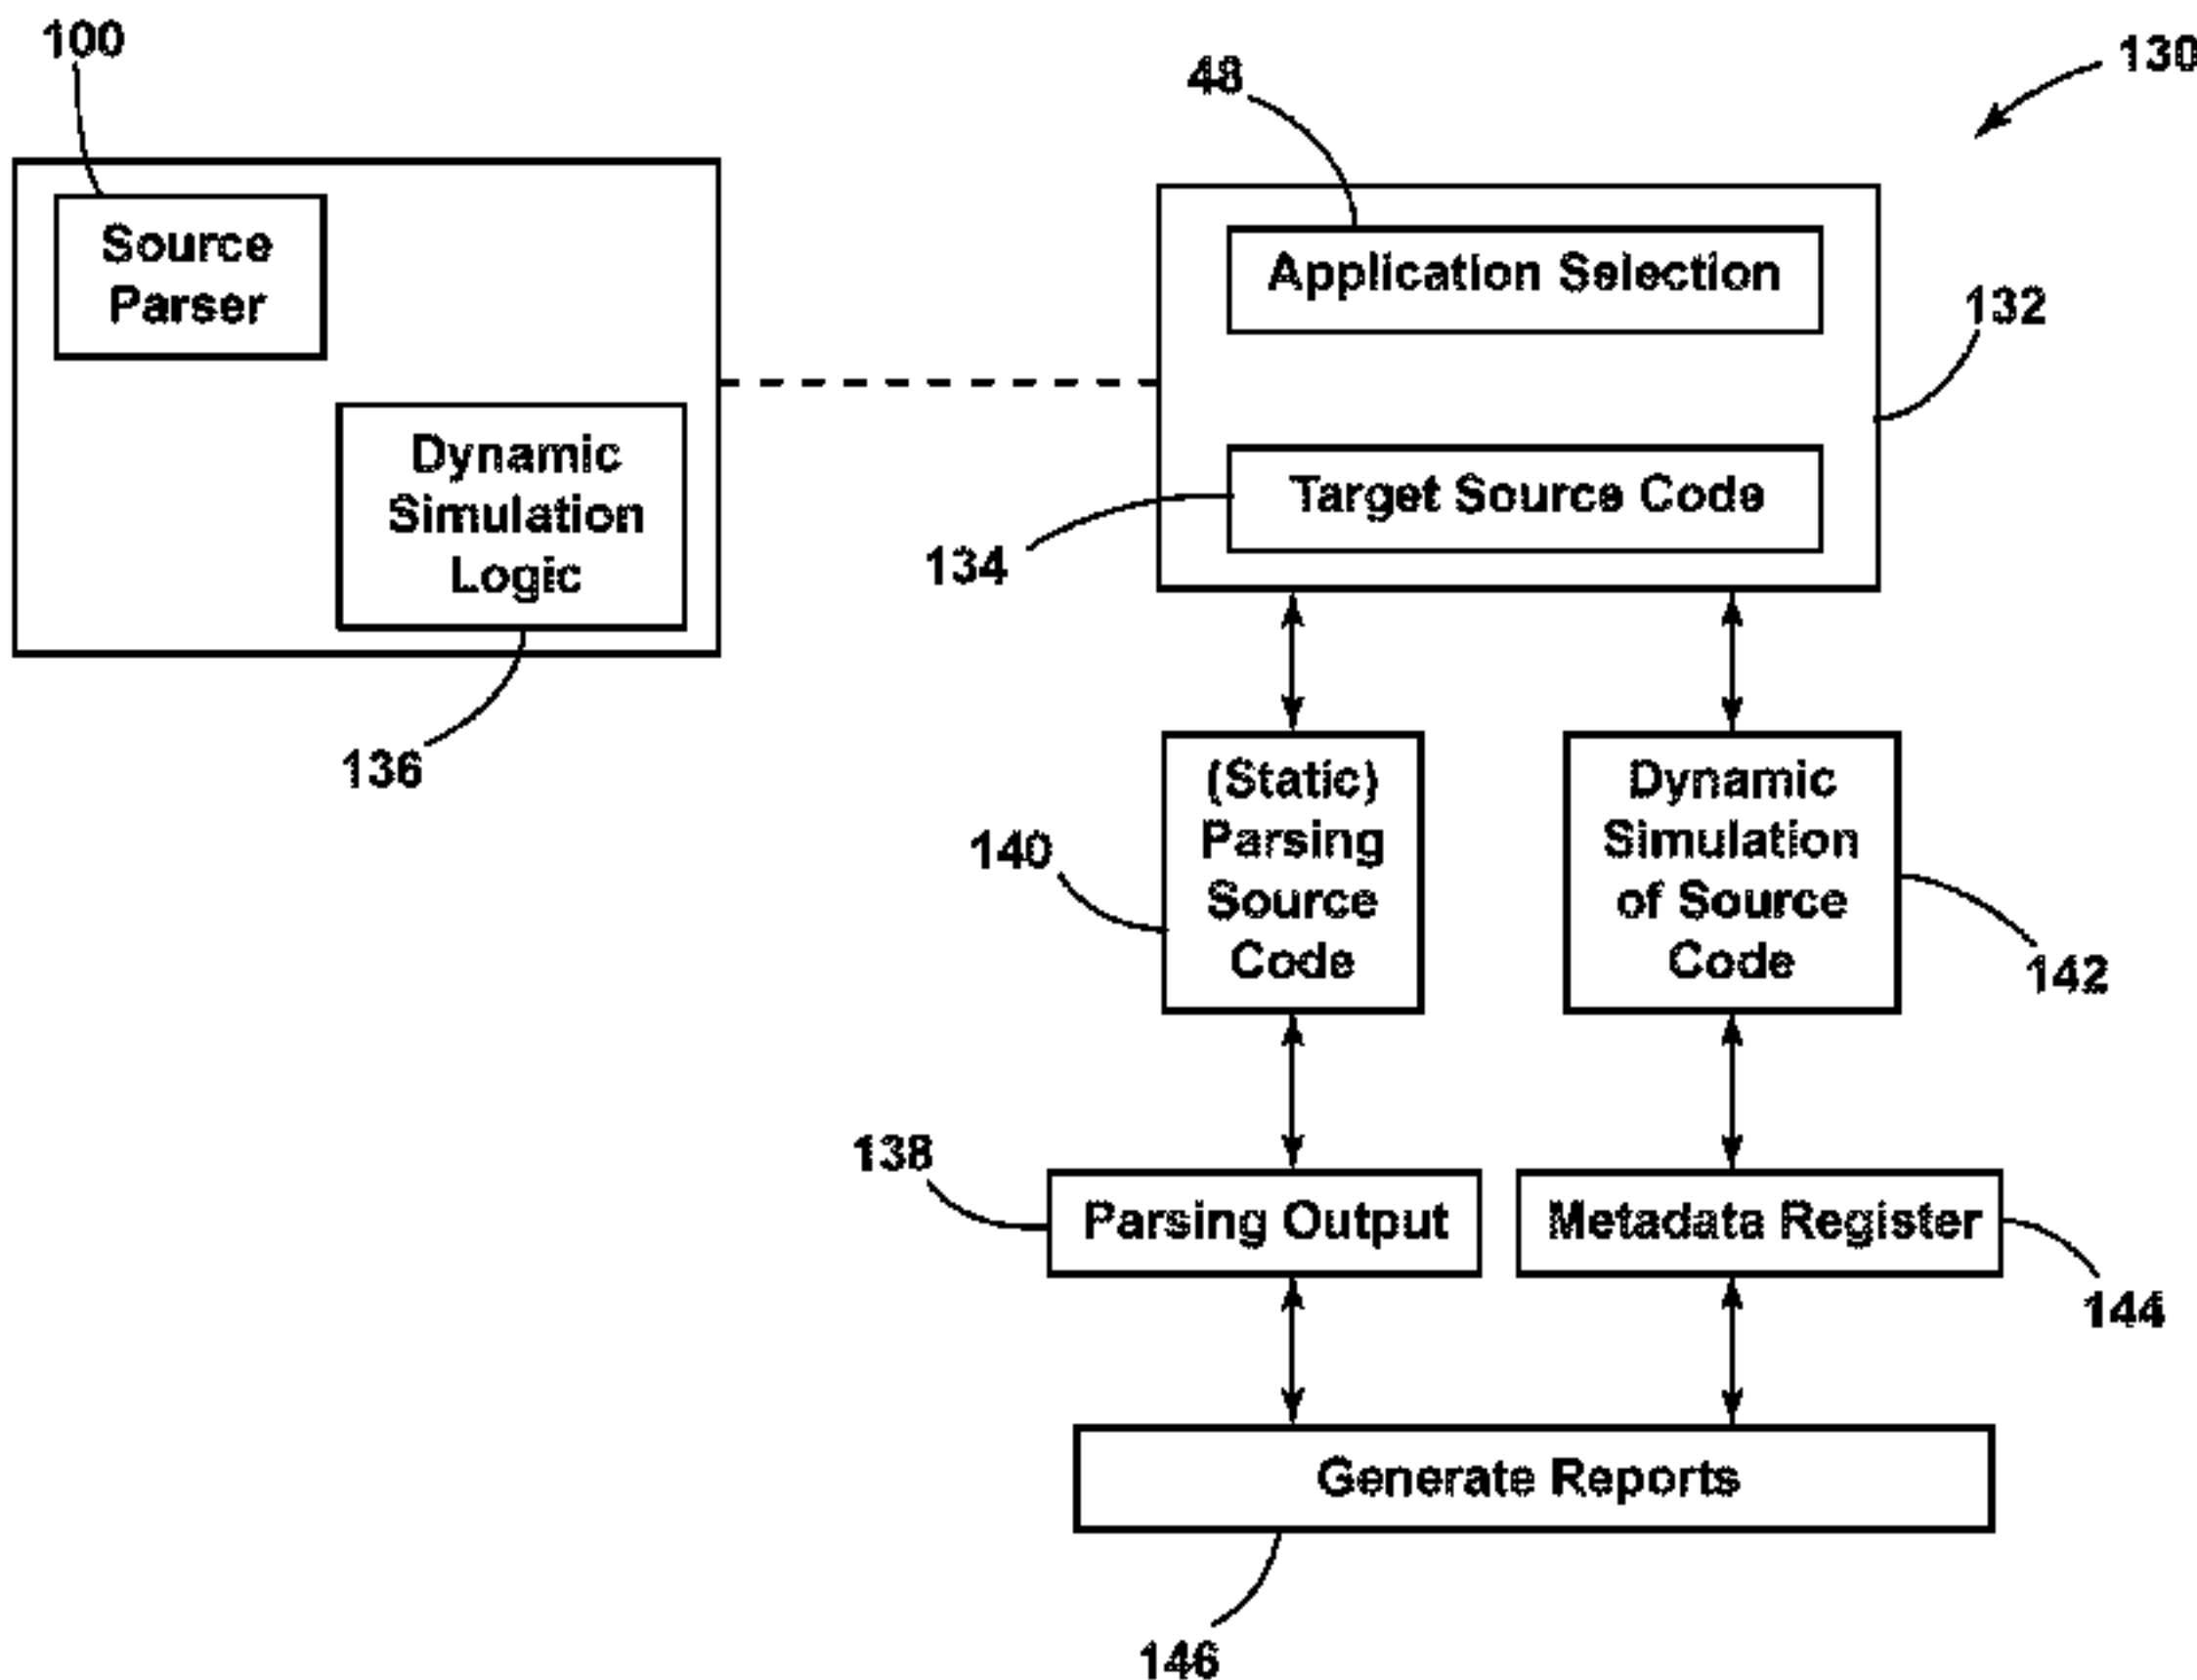 100
48
130
Source
Parser
Application Selection
132
Dynamic
Simulation
Logic
Target Source Code
134
136
(Static)
Parsing
Source
Code
140
Dynamic
Simulation
of Source
Code
142
138
Parsing Output
Metadata Register
144
Generate Reports
146